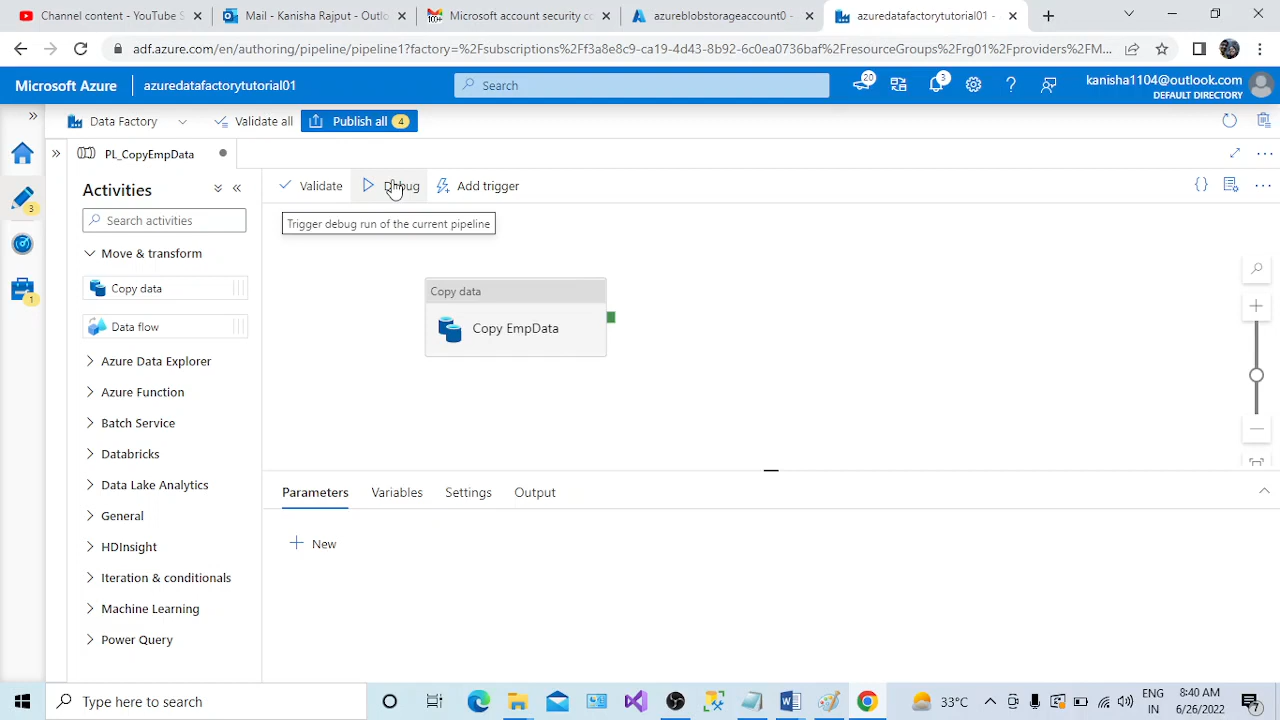 Channel content - YouTube S
Mail - Kanisha Rajput - Outlo
Microsoft account security co
azureblobstorageaccount0 -
azuredatafactorytutorial01 -
adf.azure.com/en/authoring/pipeline/pipeline1?factory=%2Fsubscriptions%2Ff3a8e8c9-ca19-4d43-8b92-
Microsoft Azure
azuredatafactorytutorial01
Search
20
3
kanisha1104@outlook.com
DEFAULT DIRECTORY
Data Factory
Validate all
Publish all
4
PL_CopyEmpData
Activities
Validate
Debug
Add trigger
3
Search activities
Trigger debug run of the current pipeline
Move & transform
Copy data
Copy data
1
Data flow
Copy EmpData
Azure Data Explorer
Azure Function
Batch Service
Databricks
Data Lake Analytics
Parameters
Variables
Settings
Output
General
HDInsight
New
Iteration & conditionals
Machine Learning
Power Query
Type here to search
33°C
ENG
IN
8:40 AM
6/26/2022
7